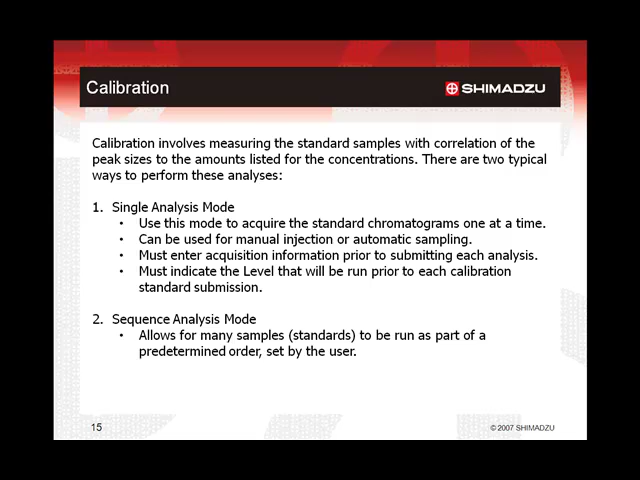 Calibration
SHIMADZU
Calibration involves measuring the standard samples with correlation of the
peak sizes to the amounts listed for the concentrations. There are two typical
ways to perform these analyses:
1. Single Analysis Mode
• Use this mode to acquire the standard chromatograms one at a time.
• Can be used for manual injection or automatic sampling.
• Must enter acquisition information prior to submitting each analysis.
• Must indicate the Level that will be run prior to each calibration
standard submission.
2. Sequence Analysis Mode
• Allows for many samples (standards) to be run as part of a
predetermined order, set by the user.
15
© 2007 SHIMADZU